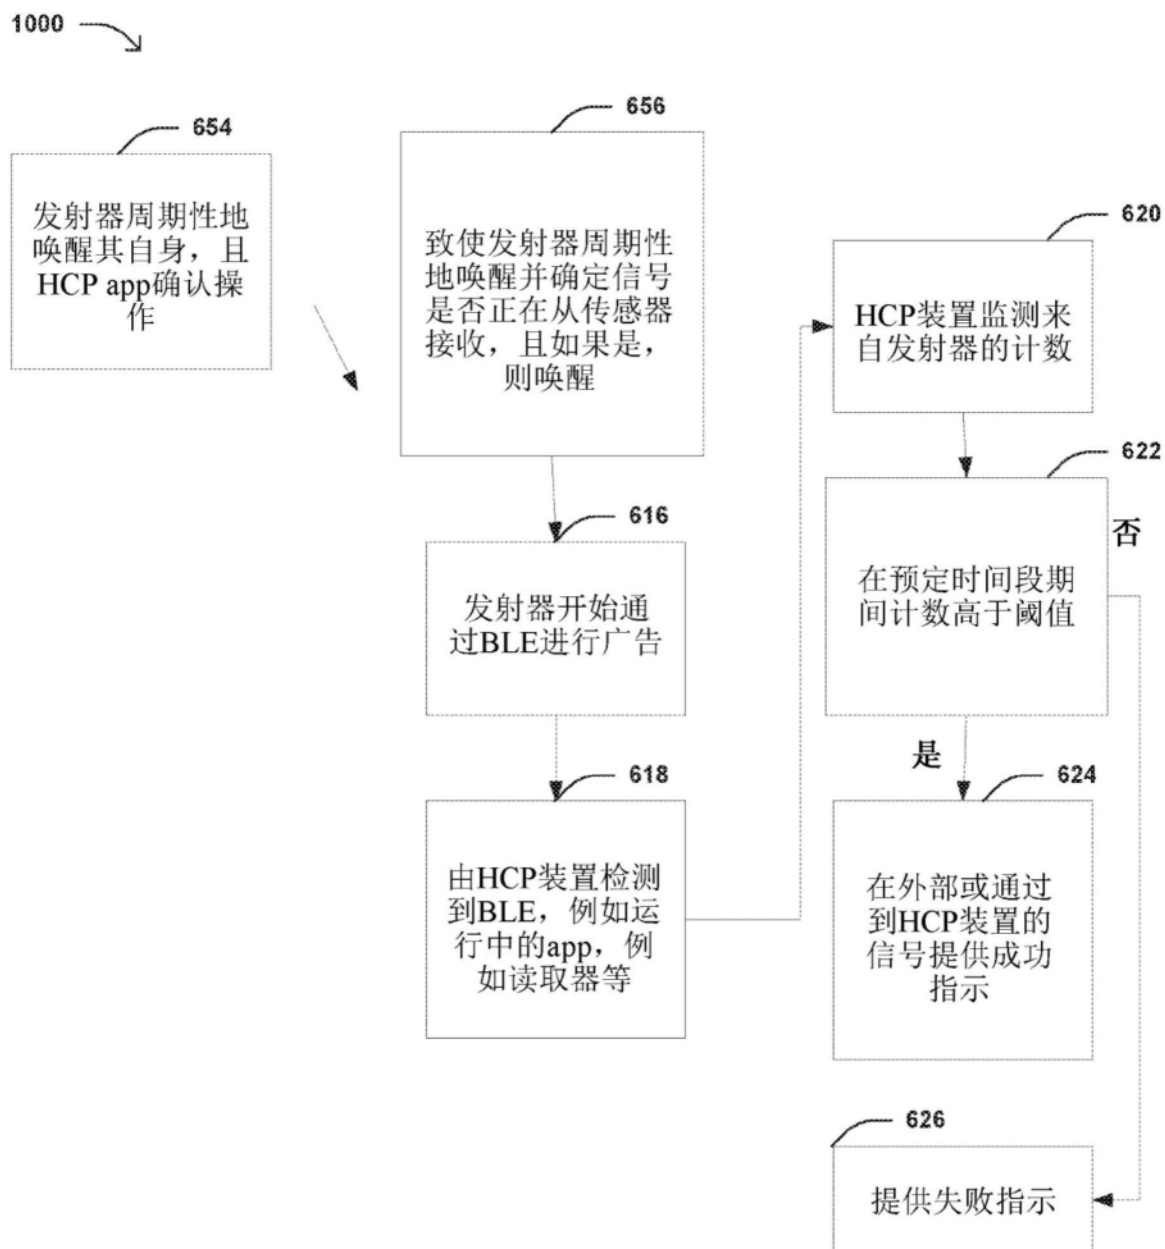 1000
654
发射器周期性地
唤醒其自身，且
HCP app确认操
作
656
致使发射器周期性
地唤醒并确定信号
是否正在从传感器
接收，且如果是，
则唤醒
616
发射器开始通
过BLE进行广告
618
由HCP装置检测
到BLE，例如运
行中的app，例
如读取器等
620
HCP装置监测来
自发射器的计数
622
在预定时间段期
间计数高于阈值
否
是
624
在外部或通过
到HCP装置的
信号提供成功
指示
626
提供失败指示